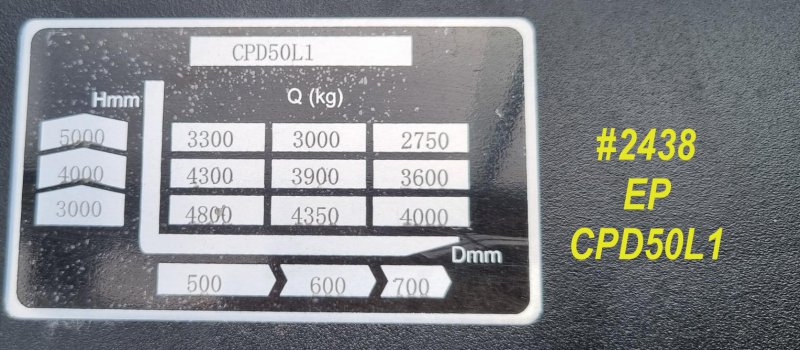 CPD50L1
Hmm
Q (kg)
5000 3300 3000 2750
4000 4300 3900 3600
3000 4800 4350 4000
Dmm
500 600 700
#2438
EP
CPD50L1